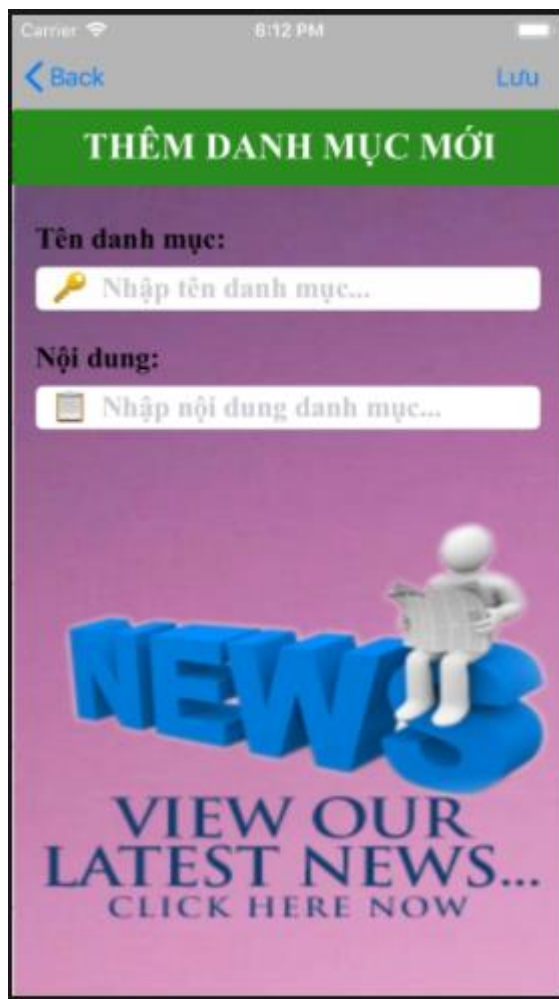 Carrier 6:12 PM
Back Lưu
THÊM DANH MỤC MỚI
Tên danh mục:
Nhập tên danh mục...
Nội dung:
Nhập nội dung danh mục...
NEWS
VIEW OUR
LATEST NEWS...
CLICK HERE NOW